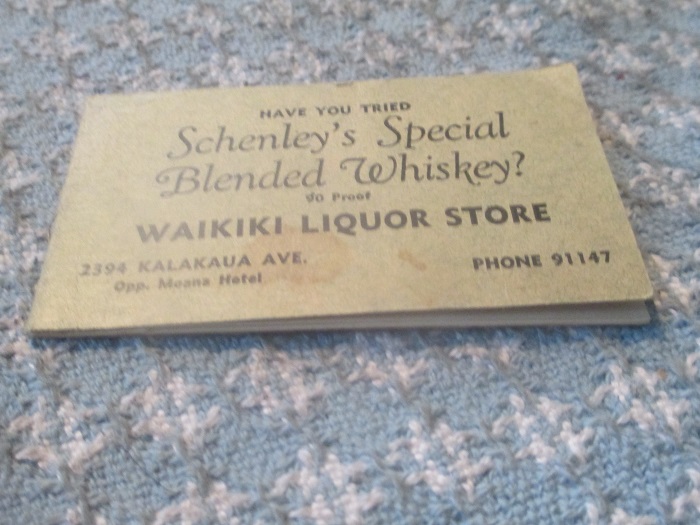 HAVE YOU TRIED
Schenley's Special
Blended Whiskey?
90 Proof
WAIKIKI LIQUOR STORE
2394 KALAKAUA AVE.
PHONE 91147
Opp. Moana Hotel